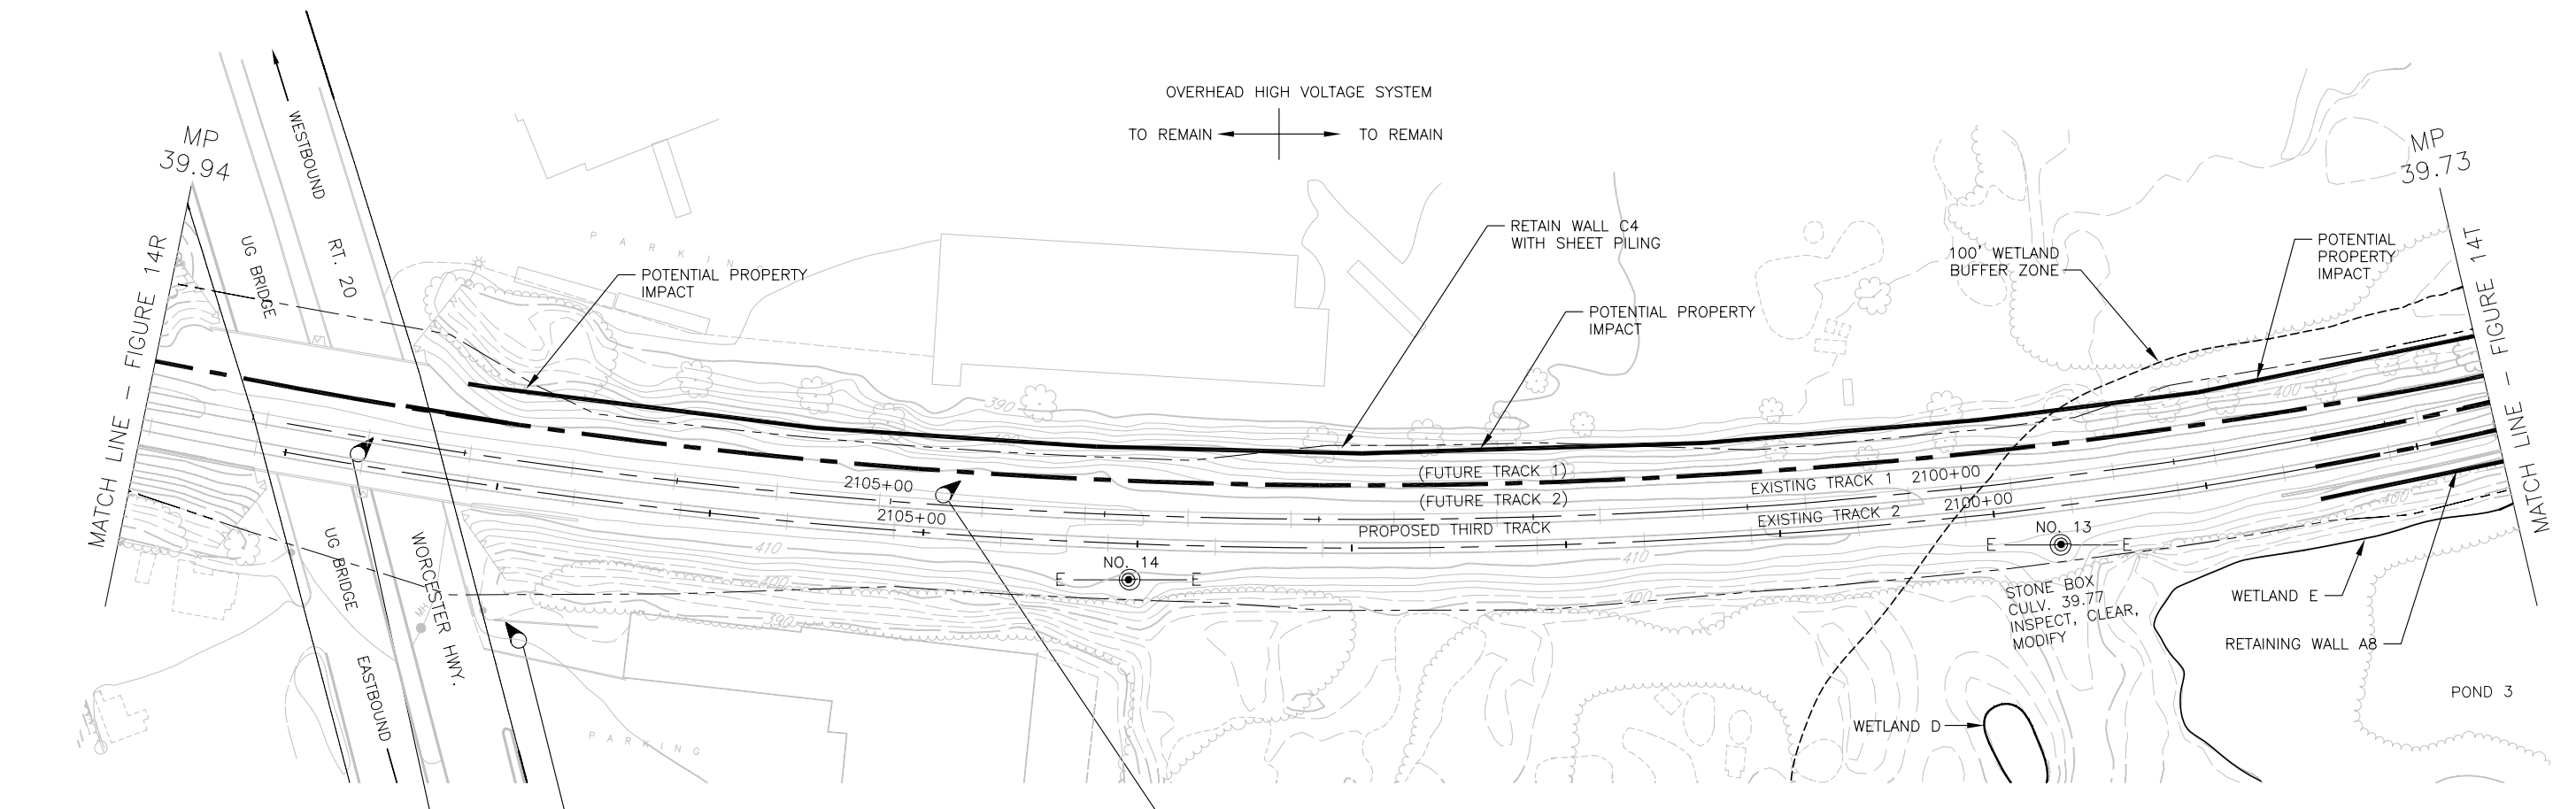 OVERHEAD HIGH VOLTAGE SYSTEM
TO REMAIN
TO REMAIN
MP
39.94
MATCH LINE – FIGURE 14R
WESTBOUND
RT. 20
UG BRIDGE
POTENTIAL PROPERTY
IMPACT
PARKING
RETAIN WALL C4
WITH SHEET PILING
POTENTIAL PROPERTY
IMPACT
100' WETLAND
BUFFER ZONE
POTENTIAL
PROPERTY
IMPACT
MP
39.73
MATCH LINE – FIGURE 14T
390
400
400
(FUTURE TRACK 1)
2105+00
(FUTURE TRACK 2)
EXISTING TRACK 1
2100+00
2105+00
PROPOSED THIRD TRACK
EXISTING TRACK 2
2100+00
400
410
410
NO. 14
E
E
NO. 13
E
E
400
400
390
STONE BOX
CULV. 39.77
INSPECT, CLEAR,
MODIFY
WETLAND E
RETAINING WALL A8
POND 3
WETLAND D
UG BRIDGE
WORCESTER HWY.
MH
EASTBOUND
PARKING